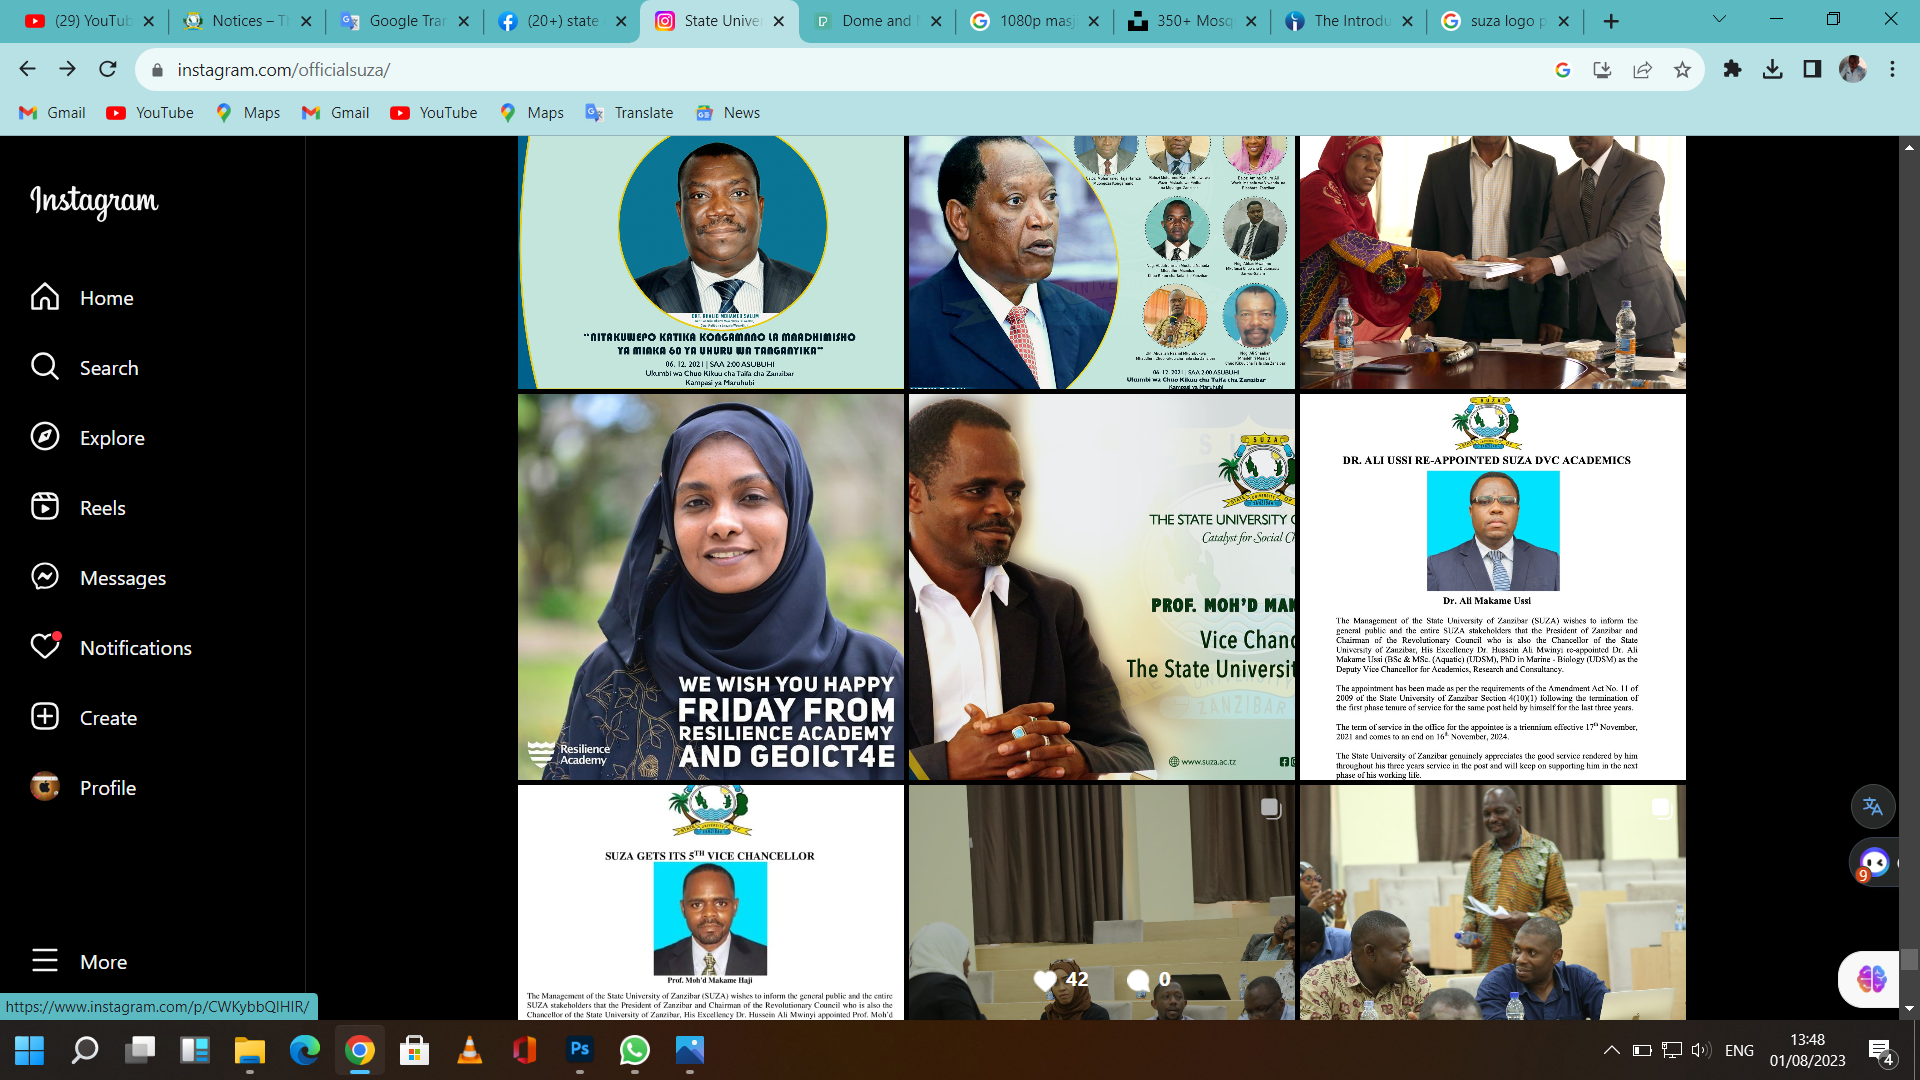 (29) YouTub
Notices – T
Google Tran
(20+) state
State Univer
Dome and
1080p masj
350+ Mosq
The Introdu
suza logo p
instagram.com/officialsuza/
Gmail
YouTube
Maps
Gmail
YouTube
Maps
Translate
News
Instagram
Home
Search
Explore
Reels
Messages
Notifications
Create
Profile
More
"NITAKUWEPO KATIKA KONGAMANO LA MAADHIMISHO
YA MIAKA 60 YA UHURU WA TANGANYIKA"
06. 12. 2021 | SAA 2:00 ASUBUHI
Ukumbi wa Chuo Kikuu cha Taifa cha Zanzibar
Kampasi ya Maruhubi
06. 12. 2021 | SAA 2:00 ASUBUHI
Ukumbi wa Chuo Kikuu cha Taifa cha Zanzibar
Kampasi ya Maruhubi
WE WISH YOU HAPPY
FRIDAY FROM
RESILIENCE ACADEMY
AND GEOICT4E
Resilience
Academy
SUZA
THE STATE UNIVERSITY
Catalyst for Social
PROF. MOH'D MA
Vice Chanc
The State Universit
www.suza.ac.tz
SUZA
DR. ALI USSI RE-APPOINTED SUZA DVC ACADEMICS
Dr. Ali Makame Ussi
The Management of the State University of Zanzibar (SUZA) wishes to inform the
general public and the entire SUZA stakeholders that the President of Zanzibar and
Chairman of the Revolutionary Council who is also the Chancellor of the State
University of Zanzibar, His Excellency Dr. Hussein Ali Mwinyi re-appointed Dr. Ali
Makame Ussi (BSc & MSc. (Aquatic) (UDSM), PhD in Marine - Biology (UDSM) as the
Deputy Vice Chancellor for Academics, Research and Consultancy.
The appointment has been made as per the requirements of the Amendment Act No. 11 of
2009 of the State University of Zanzibar Section 4(10)(1) following the termination of
the first phase tenure of service for the same post held by himself for the last three years.
The term of service in the office for the appointee is a triennium effective 17th November,
2021 and comes to an end on 16th November, 2024.
The State University of Zanzibar genuinely appreciates the good service rendered by him
throughout his three years service in the post and will keep on supporting him in the next
phase of his working life.
SUZA GETS ITS 5TH VICE CHANCELLOR
Prof. Moh'd Makame Haji
The Management of the State University of Zanzibar (SUZA) wishes to inform the general public and the entire
SUZA stakeholders that the President of Zanzibar and Chairman of the Revolutionary Council who is also the
Chancellor of the State University of Zanzibar, His Excellency Dr. Hussein Ali Mwinyi appointed Prof. Moh'd
42
0
9
https://www.instagram.com/p/CWKybbQIHIR/
Ps
ENG
13:48
01/08/2023
4